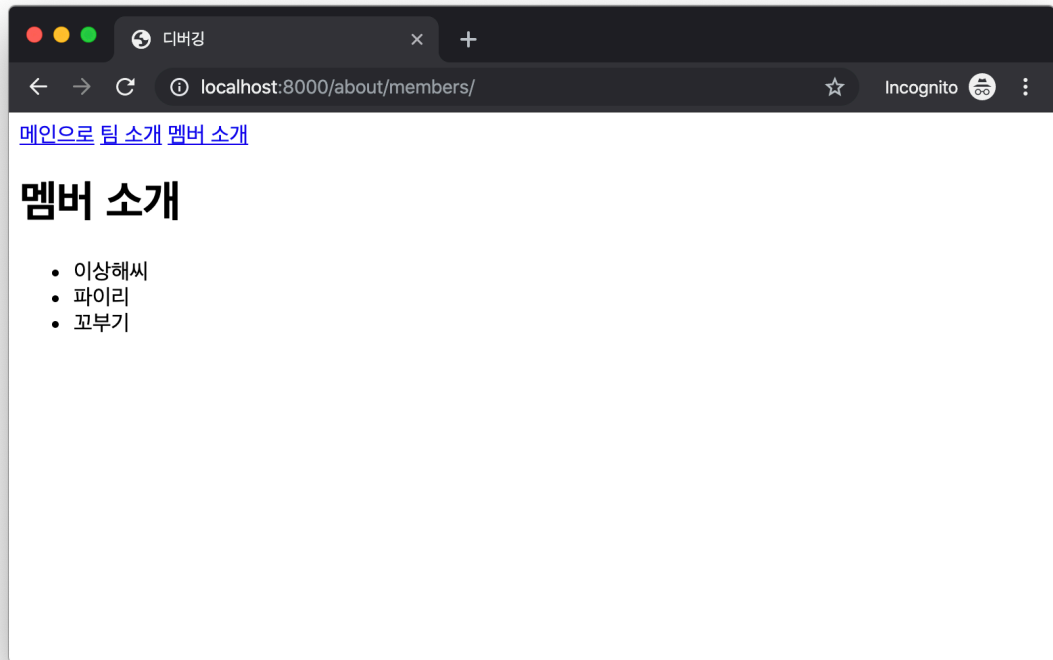 디버깅
localhost:8000/about/members/
Incognito
메인으로 팀 소개 멤버 소개
멤버 소개
이상해씨
파이리
꼬부기